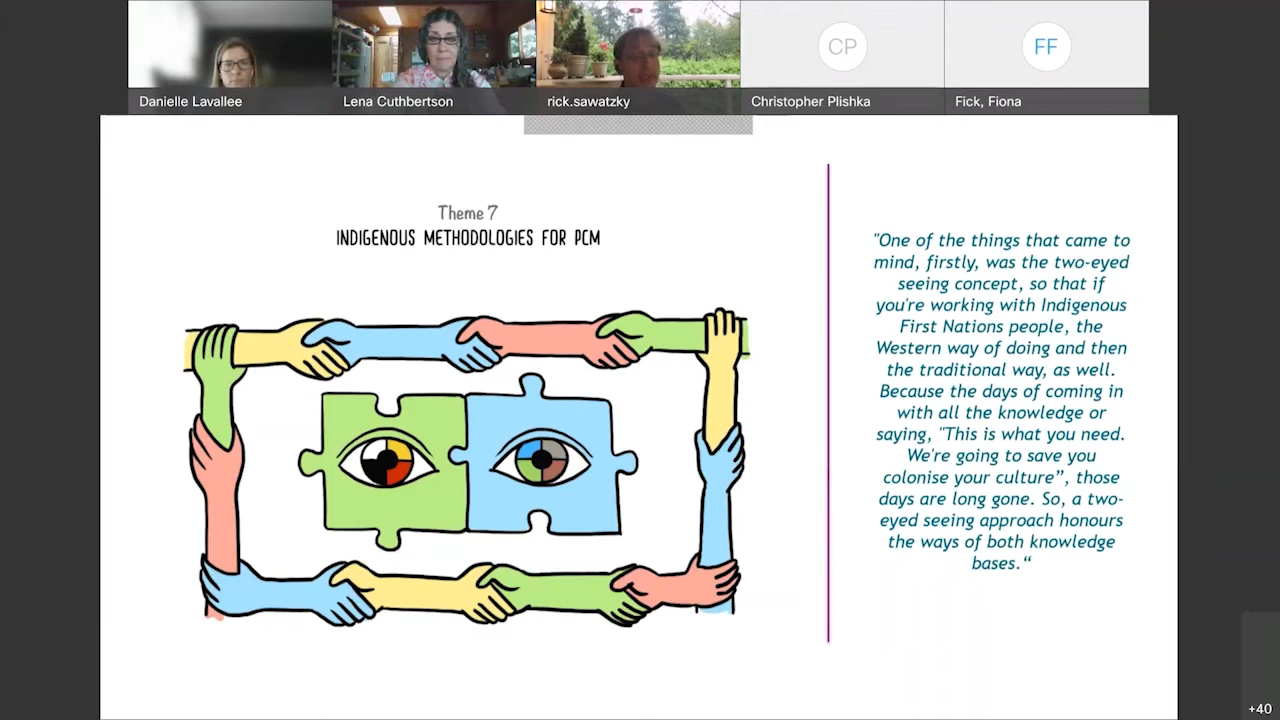 CP
FF
Danielle Lavallee
Lena Cuthbertson
rick.sawatzky
Christopher Plishka
Fick, Fiona
Theme 7
INDIGENOUS METHODOLOGIES FOR PCM
"One of the things that came to
mind, firstly, was the two-eyed
seeing concept, so that if
you're working with Indigenous
First Nations people, the
Western way of doing and then
the traditional way, as well.
Because the days of coming in
with all the knowledge or
saying, "This is what you need.
We're going to save you
colonise your culture”, those
days are long gone. So, a two-
eyed seeing approach honours
the ways of both knowledge
bases.“
+40